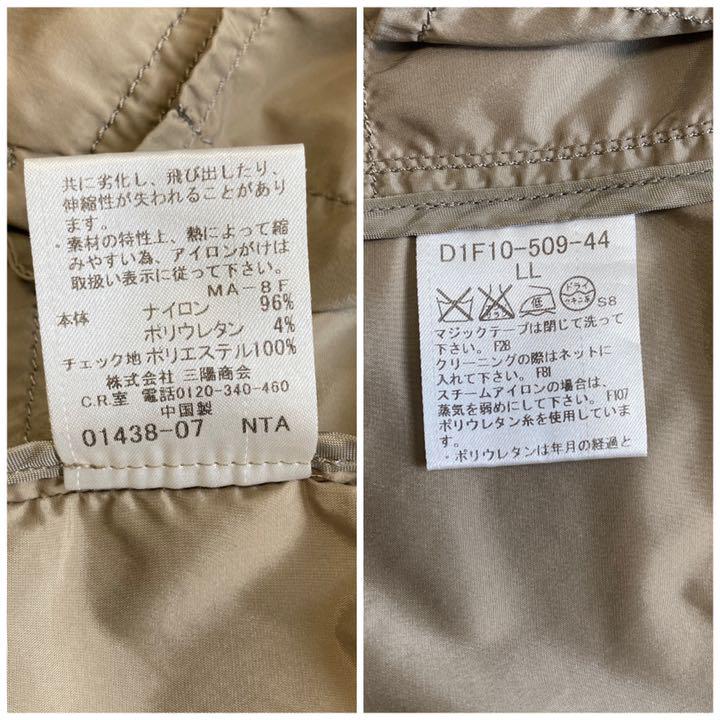 共に劣化し、飛び出したり、
伸縮性が失われることがあり
ます。
・素材の特性上、熱によって縮
みやすい為、アイロンがけは
取扱い表示に従って下さい。
MA-8F
本体 ナイロン 96%
ポリウレタン 4%
チェック地 ポリエステル100%
株式会社 三陽商会
C.R.室 電話0120-340-460
中国製
01438-07 NTA
D1F10-509-44
LL
低 ドライ セキユ系 S8
マジックテープは閉じて洗って
下さい。F28
クリーニングの際はネットに
入れて下さい。F81
スチームアイロンの場合は、
蒸気を弱めにして下さい。F107
ポリウレタン糸を使用していま
す。
・ポリウレタンは年月の経過と